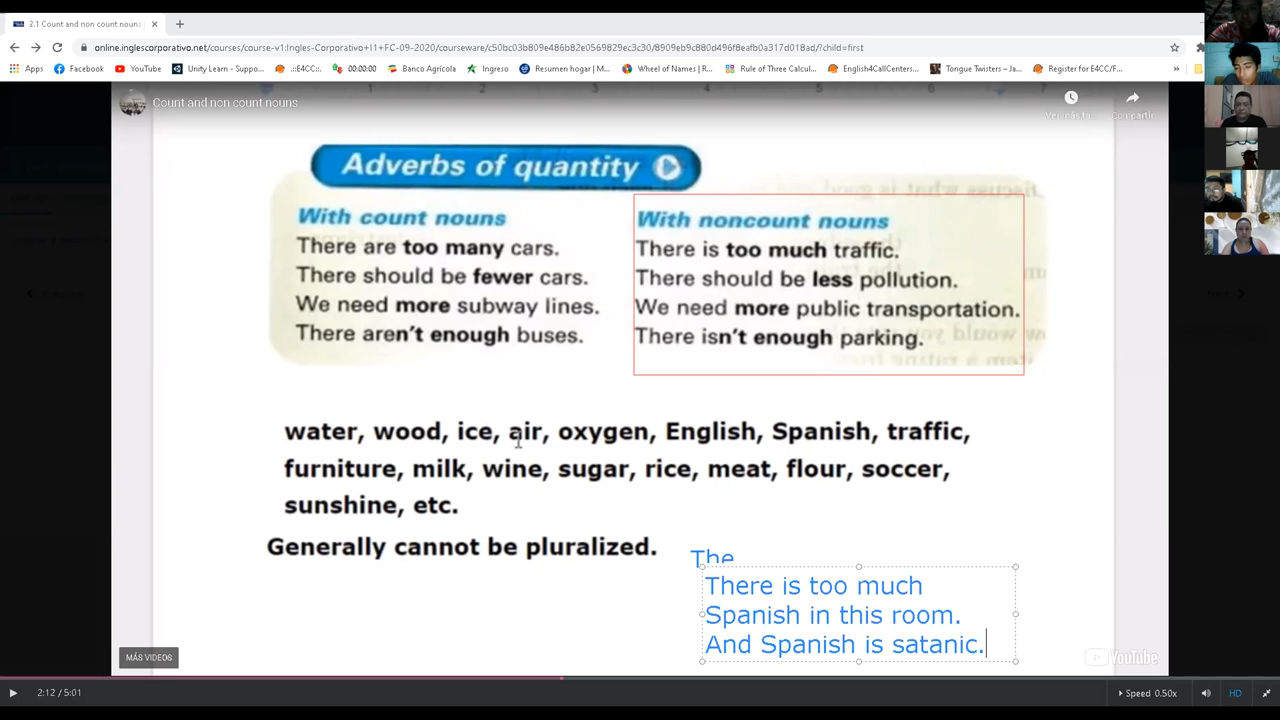 2.1 Count and non count nouns
online.inglescorporativo.net/courses/course-v1:Ingles-Corporativo+I1+FC-09-2020/courseware/c50bc03b809e486b82e0569829ec3c30/8909eb9c880d496f8eafb0a317d018ad/?child=first
Apps Facebook YouTube Unity Learn - Suppo... .::E4CC:. 00:00:00 Banco Agrícola Ingreso Resumen hogar | M... Wheel of Names | R... Rule of Three Calcul... English4CallCenters... Tongue Twisters – Ja... Register for E4CC/F... »
Count and non count nouns
Adverbs of quantity
With count nouns
There are too many cars.
There should be fewer cars.
We need more subway lines.
There aren't enough buses.
With noncount nouns
There is too much traffic.
There should be less pollution.
We need more public transportation.
There isn't enough parking.
water, wood, ice, air, oxygen, English, Spanish, traffic,
furniture, milk, wine, sugar, rice, meat, flour, soccer,
sunshine, etc.
Generally cannot be pluralized.
The
There is too much
Spanish in this room.
And Spanish is satanic.
MÁS VIDEOS
YouTube
2:12 / 5:01
Speed 0.50x
HD